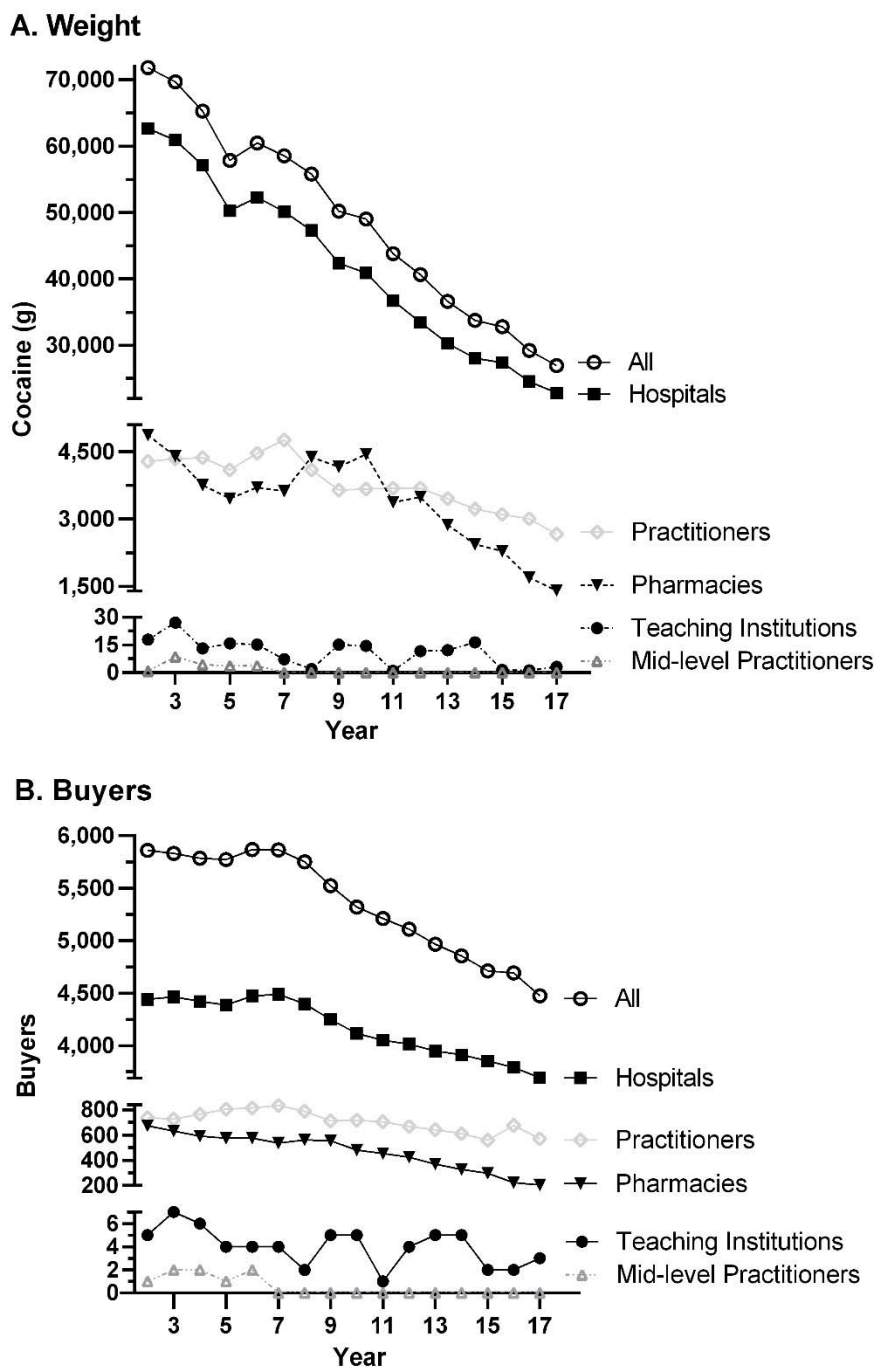 A. Weight
70,000
60,000
50,000
40,000
30,000
Cocaine (g)
All
Hospitals
4,500
3,000
1,500
Practitioners
Pharmacies
30
15
0
Teaching Institutions
Mid-level Practitioners
3 5 7 9 11 13 15 17
Year
B. Buyers
6,000
5,500
5,000
4,500
4,000
Buyers
All
Hospitals
800
600
400
200
Practitioners
Pharmacies
6
4
2
0
Teaching Institutions
Mid-level Practitioners
3 5 7 9 11 13 15 17
Year